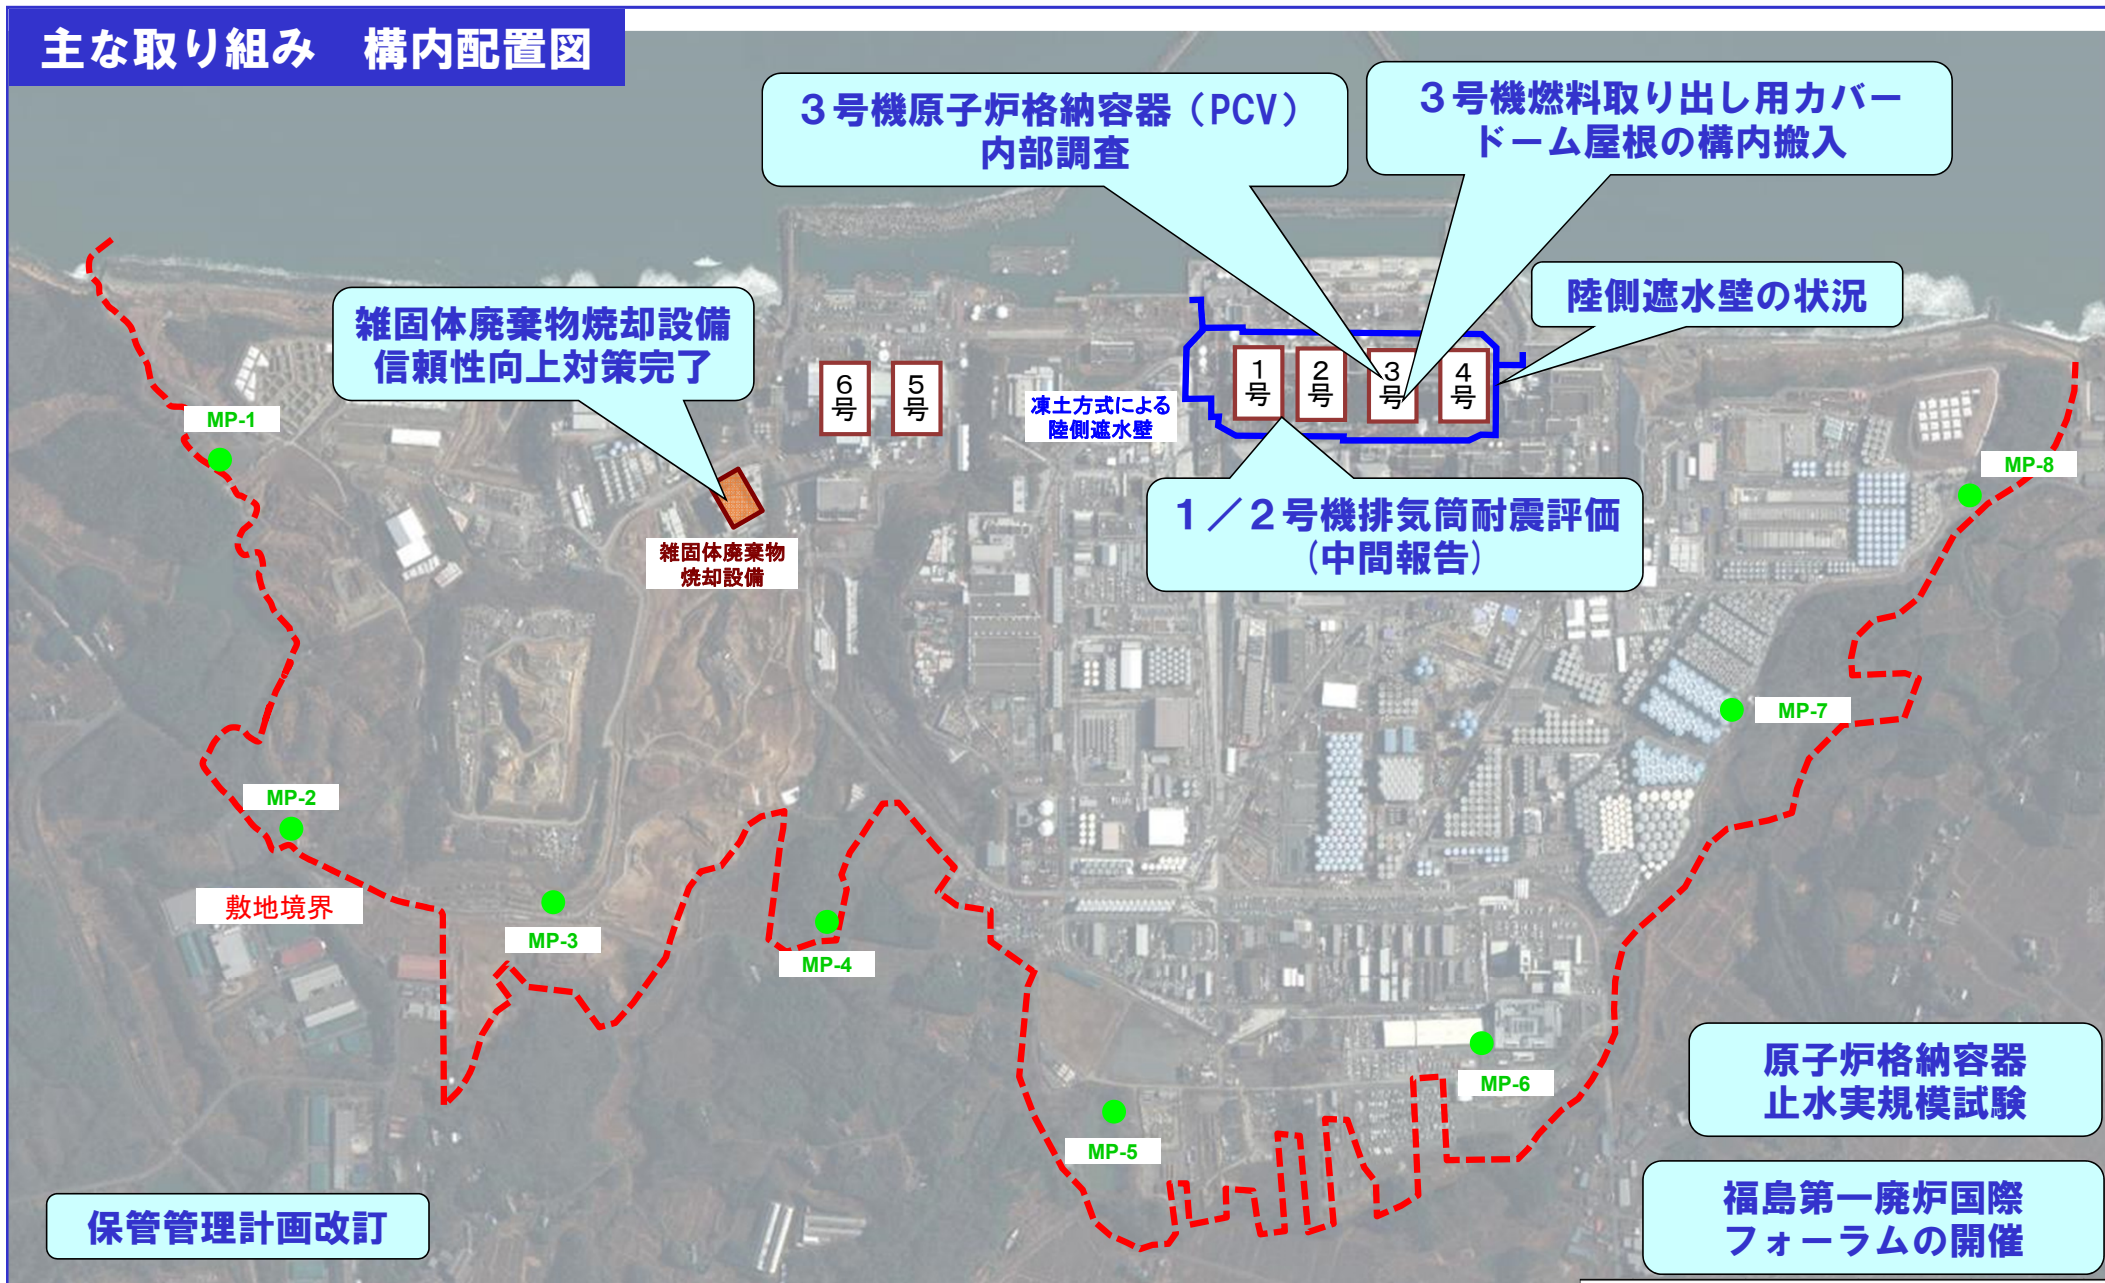 主な取り組み　構内配置図
３号機原子炉格納容器（PCV）
内部調査
３号機燃料取り出し用カバー
ドーム屋根の構内搬入
陸側遮水壁の状況
雑固体廃棄物焼却設備
信頼性向上対策完了
6号
5号
1号
2号
3号
4号
凍土方式による
陸側遮水壁
MP-1
MP-8
１／２号機排気筒耐震評価
(中間報告)
雑固体廃棄物
焼却設備
MP-7
MP-2
敷地境界
MP-3
MP-4
MP-6
MP-5
原子炉格納容器
止水実規模試験
福島第一廃炉国際
フォーラムの開催
保管管理計画改訂